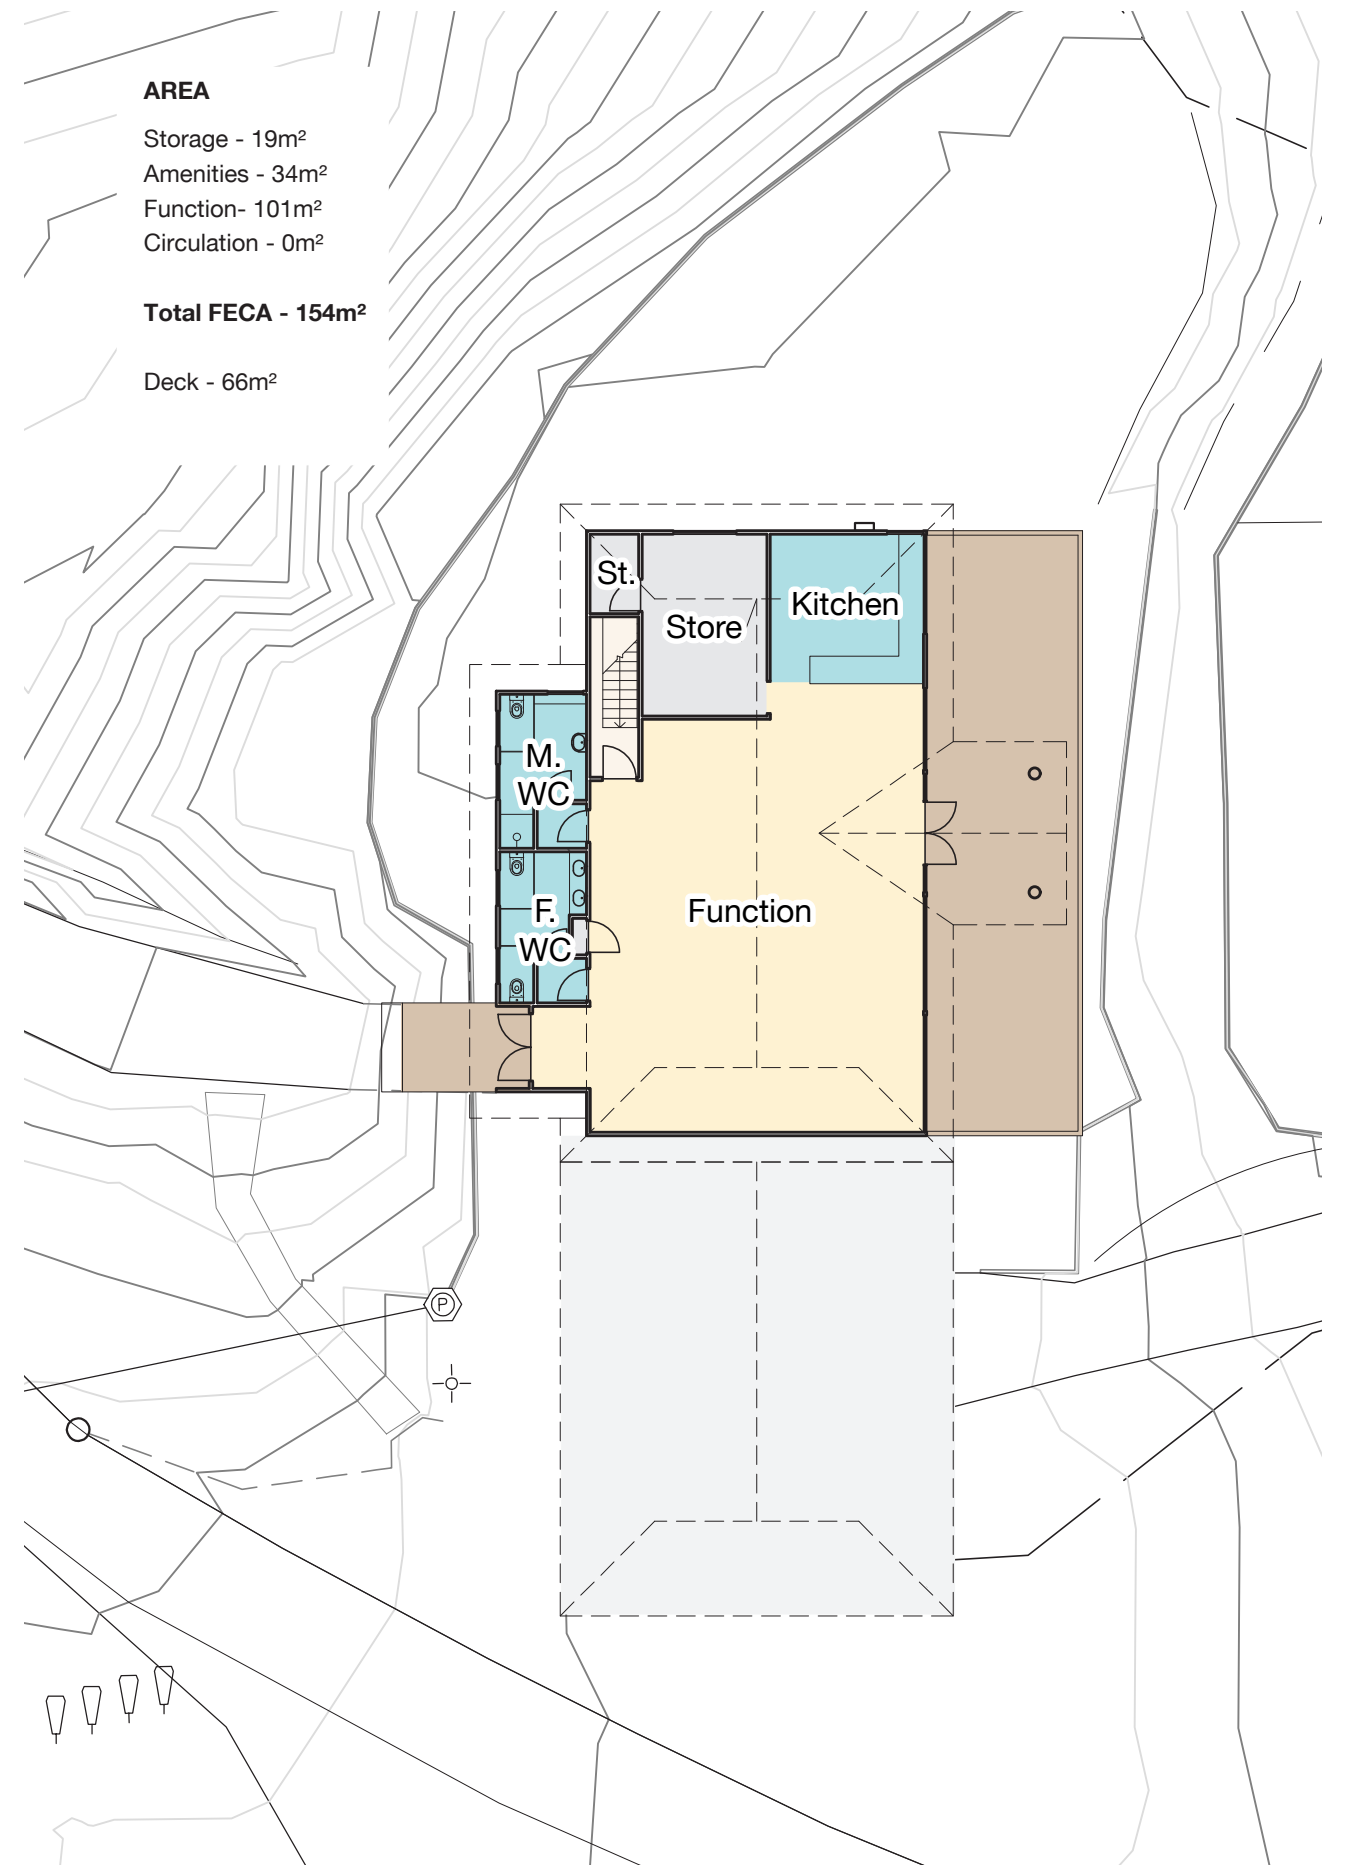 AREA
Storage - 19m²
Amenities - 34m²
Function- 101m²
Circulation - 0m²
Total FECA - 154m²
Deck - 66m²
St.
Store
Kitchen
M.
WC
F.
WC
Function
P